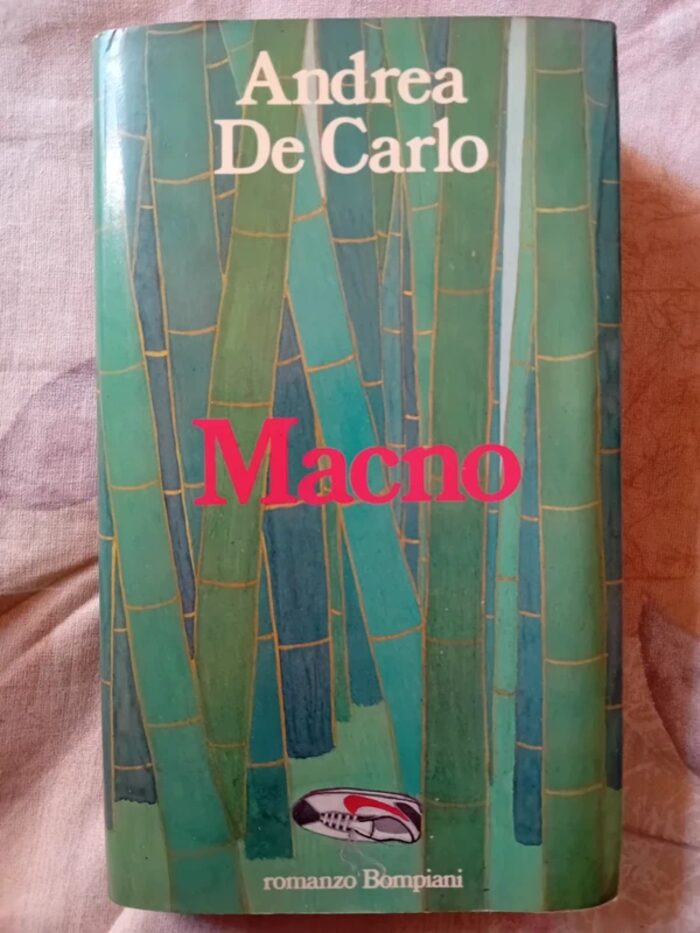 Andrea
De Carlo
Macno
romanzo Bompiani